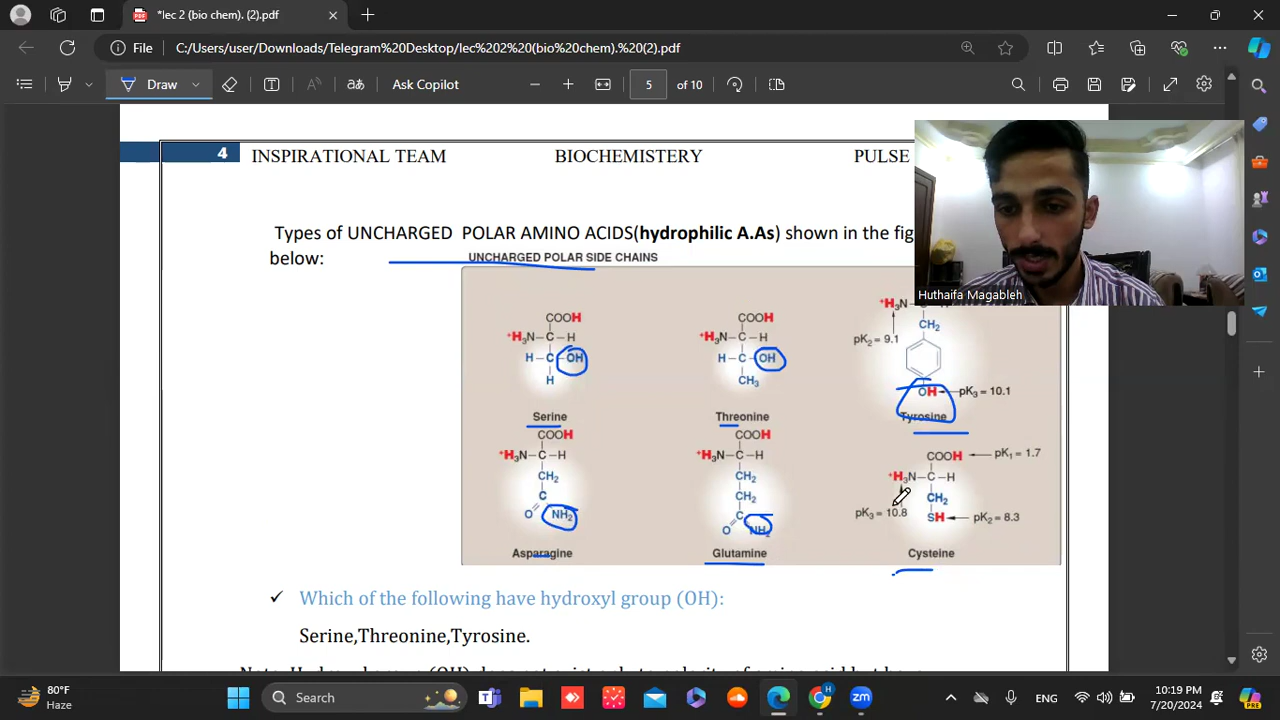 *lec 2 (bio chem). (2).pdf
File
C:/Users/user/Downloads/Telegram%20Desktop/lec%202%20(bio%20chem).%20(2).pdf
Draw
Ask Copilot
5
of 10
4
INSPIRATIONAL TEAM
BIOCHEMISTERY
PULSE
Types of UNCHARGED POLAR AMINO ACIDS(hydrophilic A.As) shown in the fig
below:
UNCHARGED POLAR SIDE CHAINS
COOH
+H3N–C–H
H–C–OH
H
Serine
COOH
+H3N–C–H
H–C–OH
CH3
Threonine
+H3N
CH2
pK2 = 9.1
OH
pK3 = 10.1
Tyrosine
COOH
+H3N–C–H
CH2
C
O
NH2
Asparagine
COOH
+H3N–C–H
CH2
CH2
C
O
NH2
Glutamine
COOH
pK1 = 1.7
+H3N–C–H
CH2
pK3 = 10.8
SH
pK2 = 8.3
Cysteine
Huthaifa Magableh
✓ Which of the following have hydroxyl group (OH):
Serine,Threonine,Tyrosine.
80°F
Haze
Search
ENG
10:19 PM
7/20/2024